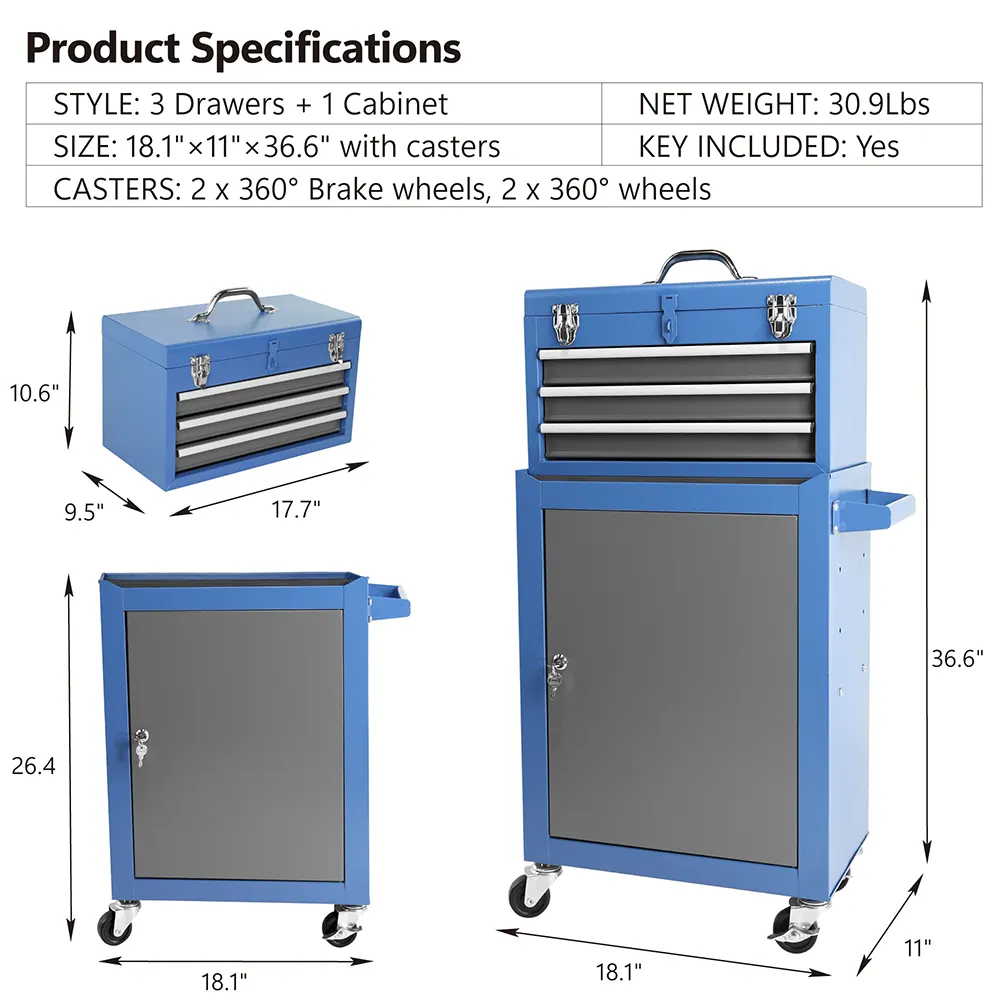 Product Specifications
STYLE: 3 Drawers + 1 Cabinet
NET WEIGHT: 30.9Lbs
SIZE: 18.1"×11"×36.6" with casters
KEY INCLUDED: Yes
CASTERS: 2 x 360° Brake wheels, 2 x 360° wheels
10.6"
9.5"
17.7"
26.4
18.1"
36.6"
18.1"
11"